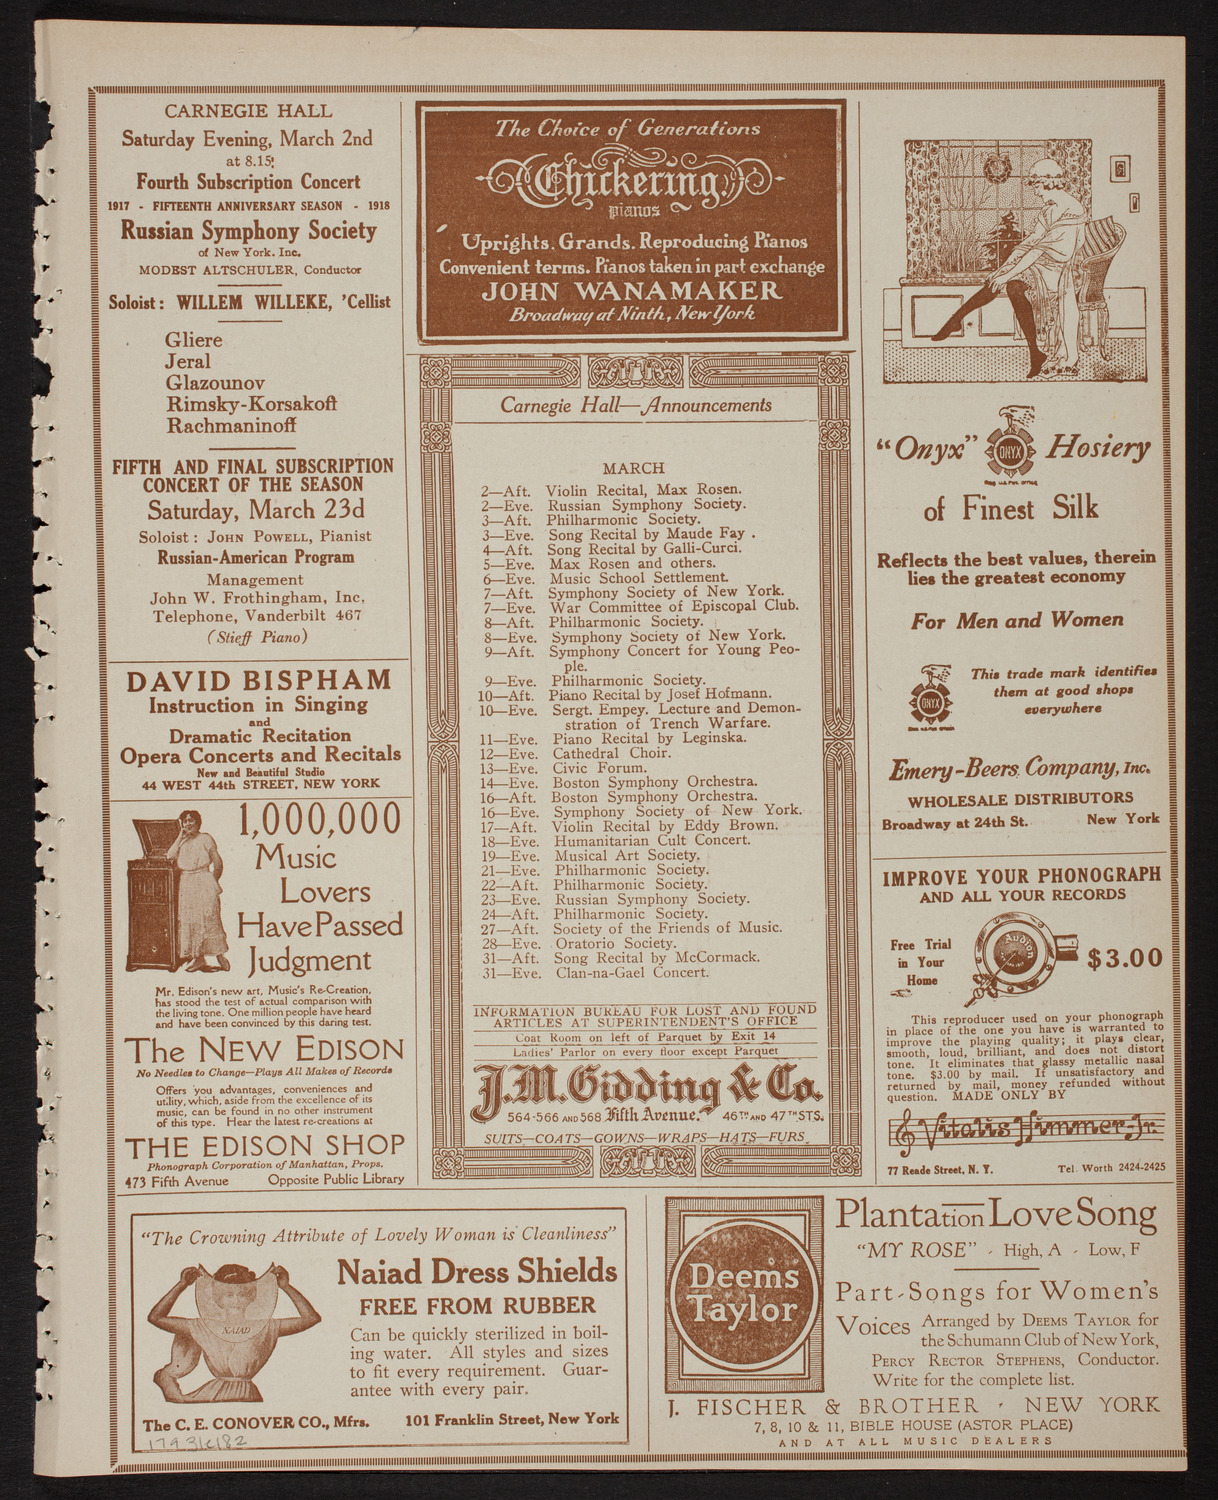 CARNEGIE HALL
Saturday Evening, March 2nd
at 8.15
Fourth Subscription Concert
1917 - FIFTEENTH ANNIVERSARY SEASON - 1918
Russian Symphony Society
of New York. Inc.
MODEST ALTSCHULER, Conductor
Soloist: WILLEM WILLEKE, 'Cellist
Gliere
Jeral
Glazounov
Rimsky-Korsakoff
Rachmaninoff
FIFTH AND FINAL SUBSCRIPTION
CONCERT OF THE SEASON
Saturday, March 23d
Soloist: JOHN POWELL, Pianist
Russian-American Program
Management
John W. Frothingham, Inc.
Telephone, Vanderbilt 467
(Stieff Piano)
DAVID BISPHAM
Instruction in Singing
and
Dramatic Recitation
Opera Concerts and Recitals
New and Beautiful Studio
44 WEST 44th STREET, NEW YORK
1,000,000
Music
Lovers
Have Passed
Judgment
Mr. Edison's new art, Music's Re-Creation,
has stood the test of actual comparison with
the living tone. One million people have heard
and have been convinced by this daring test.
The NEW EDISON
No Needles to Change—Plays All Makes of Records
Offers you advantages, conveniences and
utility, which, aside from the excellence of its
music, can be found in no other instrument
of this type. Hear the latest re-creations at
THE EDISON SHOP
Phonograph Corporation of Manhattan, Props.
473 Fifth Avenue Opposite Public Library
The Choice of Generations
Chickering
pianos
Uprights. Grands. Reproducing Pianos
Convenient terms. Pianos taken in part exchange
JOHN WANAMAKER
Broadway at Ninth, New York
Carnegie Hall—Announcements
MARCH
2—Aft. Violin Recital, Max Rosen.
2—Eve. Russian Symphony Society.
3—Aft. Philharmonic Society.
3—Eve. Song Recital by Maude Fay .
4—Aft. Song Recital by Galli-Curci.
5—Eve. Max Rosen and others.
6—Eve. Music School Settlement.
7—Aft. Symphony Society of New York.
7—Eve. War Committee of Episcopal Club.
8—Aft. Philharmonic Society.
8—Eve. Symphony Society of New York.
9—Aft. Symphony Concert for Young Peo-
ple.
9—Eve. Philharmonic Society.
10—Aft. Piano Recital by Josef Hofmann.
10—Eve. Sergt. Empey. Lecture and Demon-
stration of Trench Warfare.
11—Eve. Piano Recital by Leginska.
12—Eve. Cathedral Choir.
13—Eve. Civic Forum.
14—Eve. Boston Symphony Orchestra.
16—Aft. Boston Symphony Orchestra.
16—Eve. Symphony Society of New York.
17—Aft. Violin Recital by Eddy Brown.
18—Eve. Humanitarian Cult Concert.
19—Eve. Musical Art Society.
21—Eve. Philharmonic Society.
22—Aft. Philharmonic Society.
23—Eve. Russian Symphony Society.
24—Aft. Philharmonic Society.
27—Aft. Society of the Friends of Music.
28—Eve. Oratorio Society.
31—Aft. Song Recital by McCormack.
31—Eve. Clan-na-Gael Concert.
INFORMATION BUREAU FOR LOST AND FOUND
ARTICLES AT SUPERINTENDENT'S OFFICE
Coat Room on left of Parquet by Exit 14
Ladies' Parlor on every floor except Parquet
J.M. Gidding & Co.
564-566 AND 568 Fifth Avenue. 46TH AND 47TH STS.
SUITS—COATS—GOWNS—WRAPS—HATS—FURS
"Onyx" ONYX Hosiery
of Finest Silk
Reflects the best values, therein
lies the greatest economy
For Men and Women
ONYX
This trade mark identifies
them at good shops
everywhere
Emery-Beers Company, Inc.
WHOLESALE DISTRIBUTORS
Broadway at 24th St. New York
IMPROVE YOUR PHONOGRAPH
AND ALL YOUR RECORDS
Free Trial
in Your
Home
Audion
$3.00
This reproducer used on your phonograph
in place of the one you have is warranted to
improve the playing quality; it plays clear,
smooth, loud, brilliant, and does not distort
tone. It eliminates that glassy metallic nasal
tone. $3.00 by mail. If unsatisfactory and
returned by mail, money refunded without
question. MADE ONLY BY
Vitalis Himmer-Jr.
77 Reade Street, N. Y. Tel. Worth 2424-2425
"The Crowning Attribute of Lovely Woman is Cleanliness"
NAIAD
Naiad Dress Shields
FREE FROM RUBBER
Can be quickly sterilized in boil-
ing water. All styles and sizes
to fit every requirement. Guar-
antee with every pair.
The C. E. CONOVER CO., Mfrs. 101 Franklin Street, New York
Deems
Taylor
Plantation Love Song
"MY ROSE" - High, A - Low, F
Part-Songs for Women's
Voices Arranged by DEEMS TAYLOR for
the Schumann Club of New York,
PERCY RECTOR STEPHENS, Conductor.
Write for the complete list.
J. FISCHER & BROTHER - NEW YORK
7, 8, 10 & 11, BIBLE HOUSE (ASTOR PLACE)
AND AT ALL MUSIC DEALERS